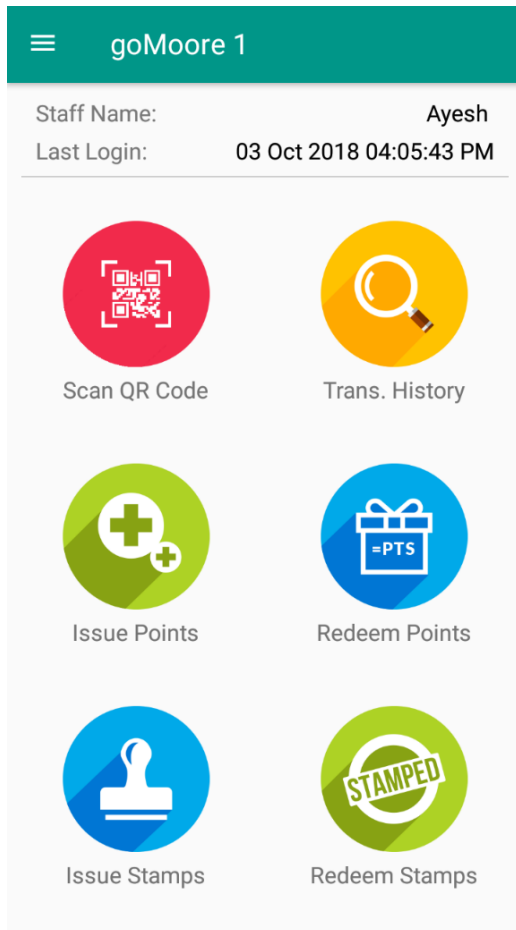 goMoore 1
Staff Name: Ayesh
Last Login: 03 Oct 2018 04:05:43 PM
Scan QR Code Trans. History
=PTS
Issue Points Redeem Points
STAMPED
Issue Stamps Redeem Stamps